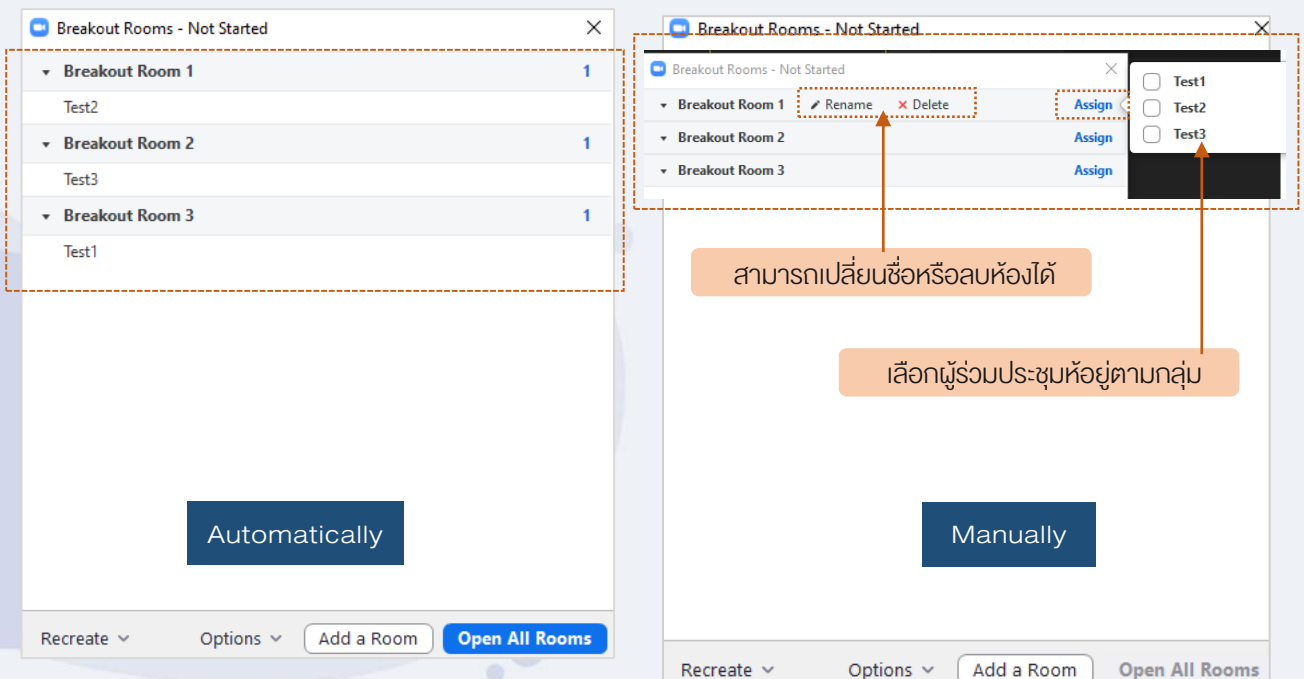 Breakout Rooms - Not Started
Breakout Room 1 1
Test2
Breakout Room 2 1
Test3
Breakout Room 3 1
Test1
Automatically
Recreate Options Add a Room Open All Rooms
Breakout Rooms - Not Started
Breakout Rooms - Not Started
Breakout Room 1 Rename Delete Assign
Breakout Room 2 Assign
Breakout Room 3 Assign
Test1
Test2
Test3
สามารถเปลี่ยนชื่อหรือลบห้องได้
เลือกผู้ร่วมประชุมห้อยู่ตามกลุ่ม
Manually
Recreate Options Add a Room Open All Rooms